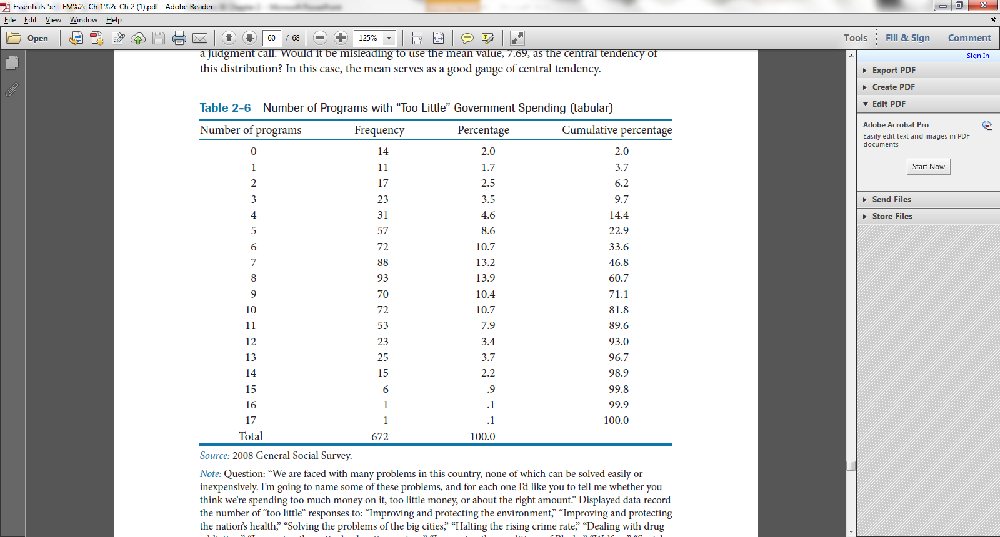 Essentials 5e - FM%2c Ch 1%2c Ch 2 (1).pdf - Adobe Reader
File Edit View Window Help
Open 60 / 68 125% Tools Fill & Sign Comment
Sign In
Export PDF
Create PDF
Edit PDF
Adobe Acrobat Pro
Easily edit text and images in PDF
documents
Start Now
Send Files
Store Files
a judgment call. Would it be misleading to use the mean value, 7.69, as the central tendency of
this distribution? In this case, the mean serves as a good gauge of central tendency.
Table 2-6 Number of Programs with “Too Little” Government Spending (tabular)
Number of programs Frequency Percentage Cumulative percentage
0 14 2.0 2.0
1 11 1.7 3.7
2 17 2.5 6.2
3 23 3.5 9.7
4 31 4.6 14.4
5 57 8.6 22.9
6 72 10.7 33.6
7 88 13.2 46.8
8 93 13.9 60.7
9 70 10.4 71.1
10 72 10.7 81.8
11 53 7.9 89.6
12 23 3.4 93.0
13 25 3.7 96.7
14 15 2.2 98.9
15 6 .9 99.8
16 1 .1 99.9
17 1 .1 100.0
Total 672 100.0
Source: 2008 General Social Survey.
Note: Question: “We are faced with many problems in this country, none of which can be solved easily or
inexpensively. I’m going to name some of these problems, and for each one I’d like you to tell me whether you
think we’re spending too much money on it, too little money, or about the right amount.” Displayed data record
the number of “too little” responses to: “Improving and protecting the environment,” “Improving and protecting
the nation’s health,” “Solving the problems of the big cities,” “Halting the rising crime rate,” “Dealing with drug